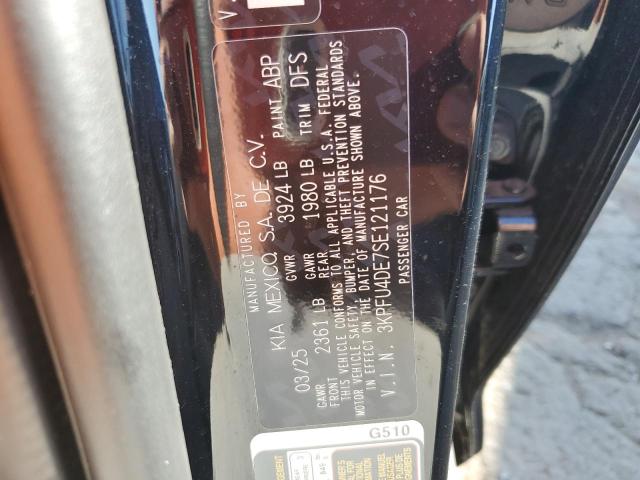 MANUFACTURED BY
KIA MEXICO, S.A. DE C.V.
03/25 GVWR 3924 LB PAINT ABP
GAWR FRONT 2361 LB GAWR REAR 1980 LB TRIM DFS
THIS VEHICLE CONFORMS TO ALL APPLICABLE U.S.A. FEDERAL
MOTOR VEHICLE SAFETY, BUMPER, AND THEFT PREVENTION STANDARDS
IN EFFECT ON THE DATE OF MANUFACTURE SHOWN ABOVE.
V.I.N. 3KPFU4DE7SE121176
PASSENGER CAR
G510